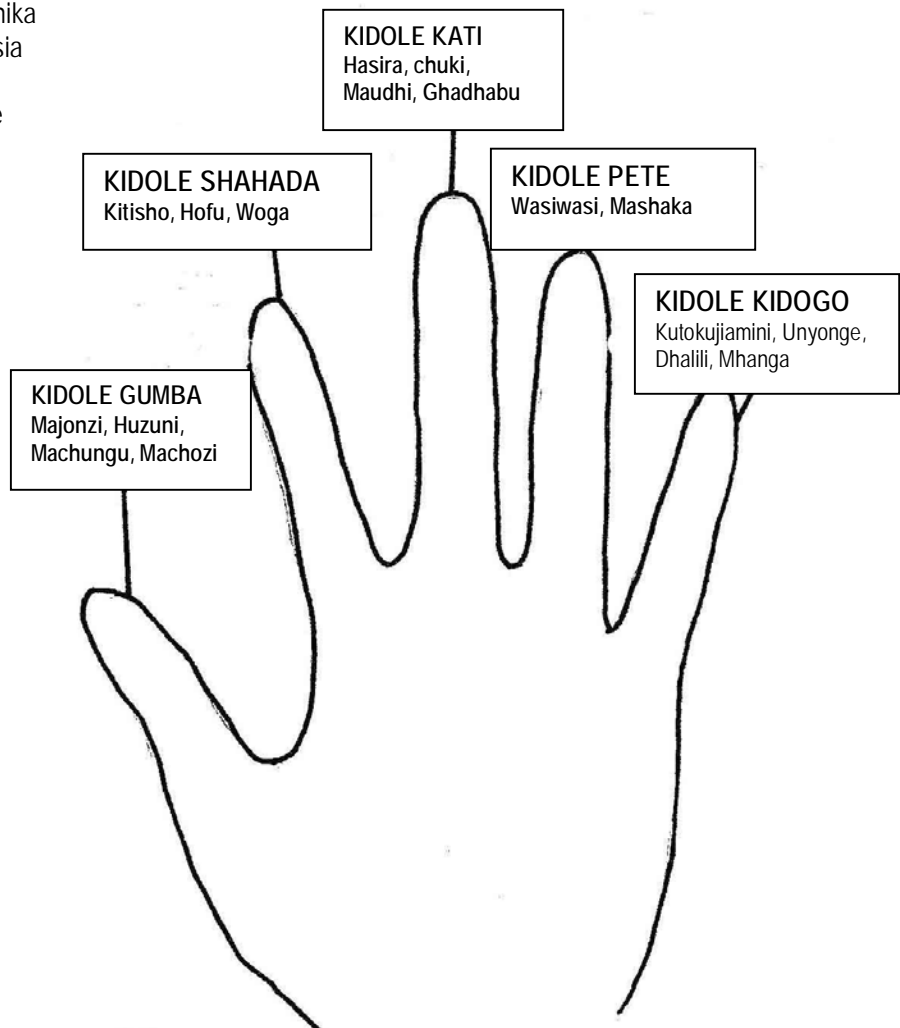 KIDOLE KATI
Hasira, chuki,
Maudhi, Ghadhabu
KIDOLE SHAHADA
Kitisho, Hofu, Woga
KIDOLE PETE
Wasiwasi, Mashaka
KIDOLE KIDOGO
Kutokujiamini, Unyonge,
Dhalili, Mhanga
KIDOLE GUMBA
Majonzi, Huzuni,
Machungu, Machozi